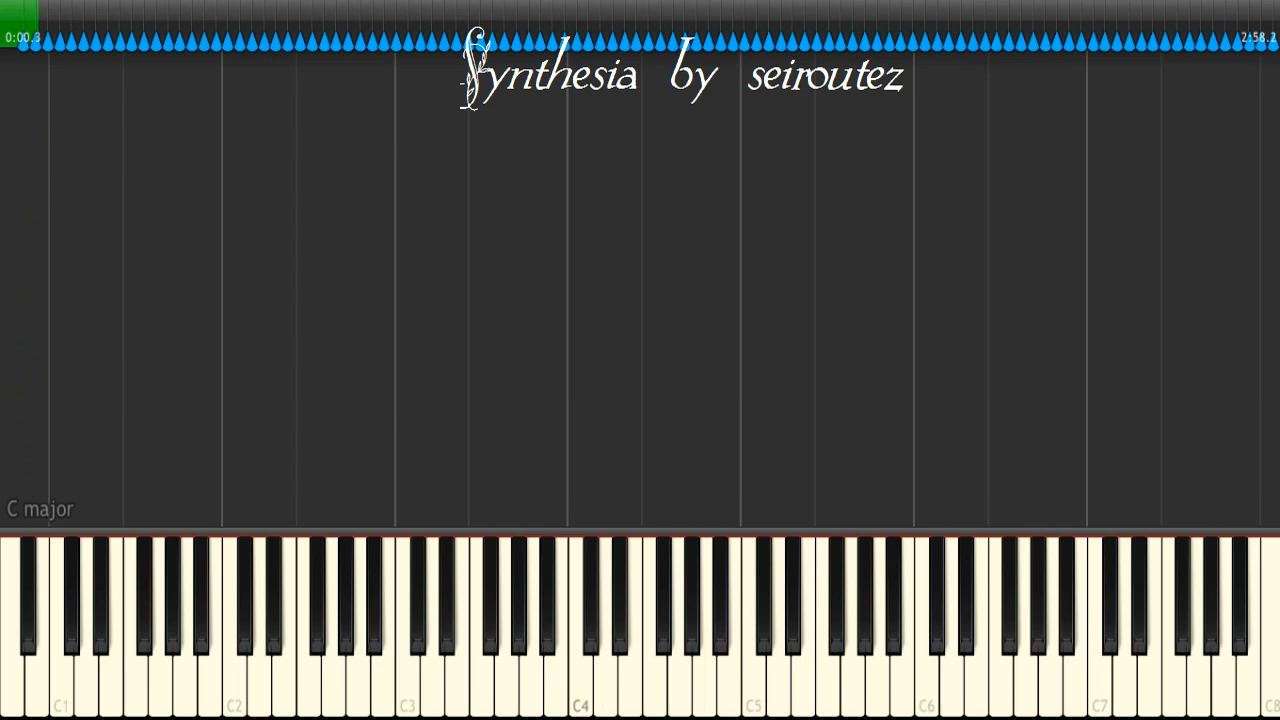 0:00.3
2:58.2
Synthesia by seiroutez
C major
C1 C2 C3 C4 C5 C6 C7 C8